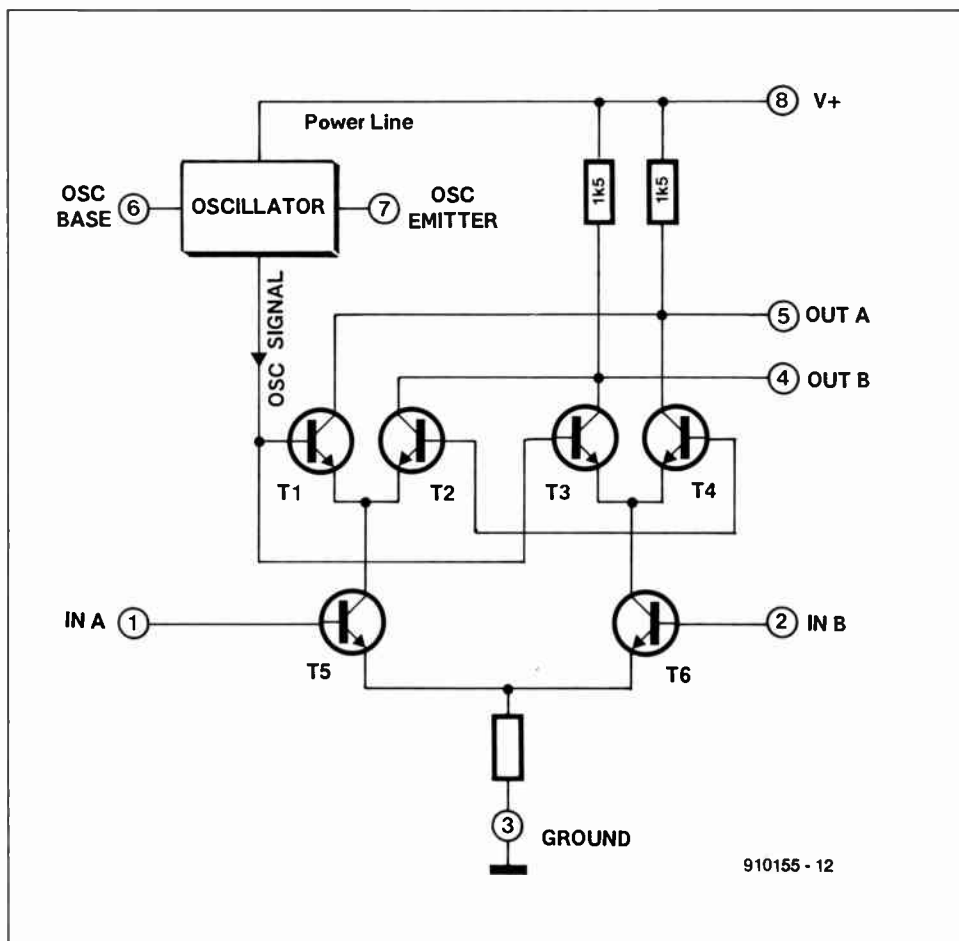 8 V+
Power Line
OSC BASE 6
OSCILLATOR
7 OSC EMITTER
1k5
1k5
OSC SIGNAL
5 OUT A
4 OUT B
T1
T2
T3
T4
IN A 1
2 IN B
T5
T6
3 GROUND
910155 - 12